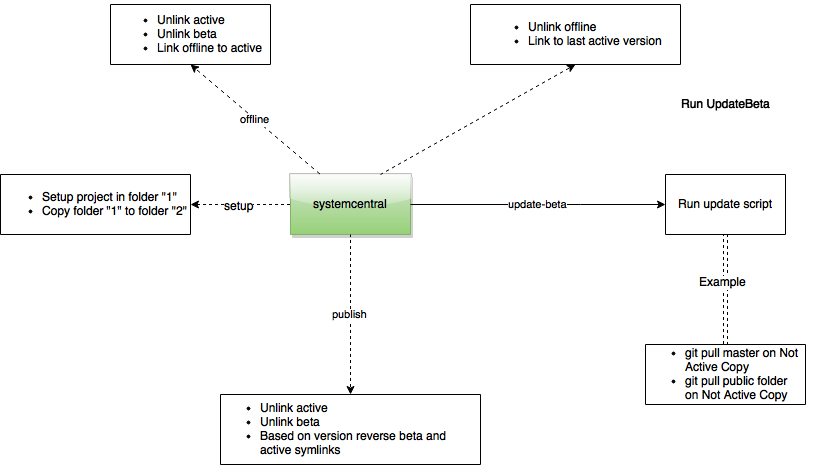 • Unlink active
• Unlink beta
• Link offline to active
• Unlink offline
• Link to last active version
Run UpdateBeta
offline
• Setup project in folder "1"
• Copy folder "1" to folder "2"
setup
systemcentral
update-beta
Run update script
Example
publish
• git pull master on Not
Active Copy
• git pull public folder
on Not Active Copy
• Unlink active
• Unlink beta
• Based on version reverse beta and
active symlinks